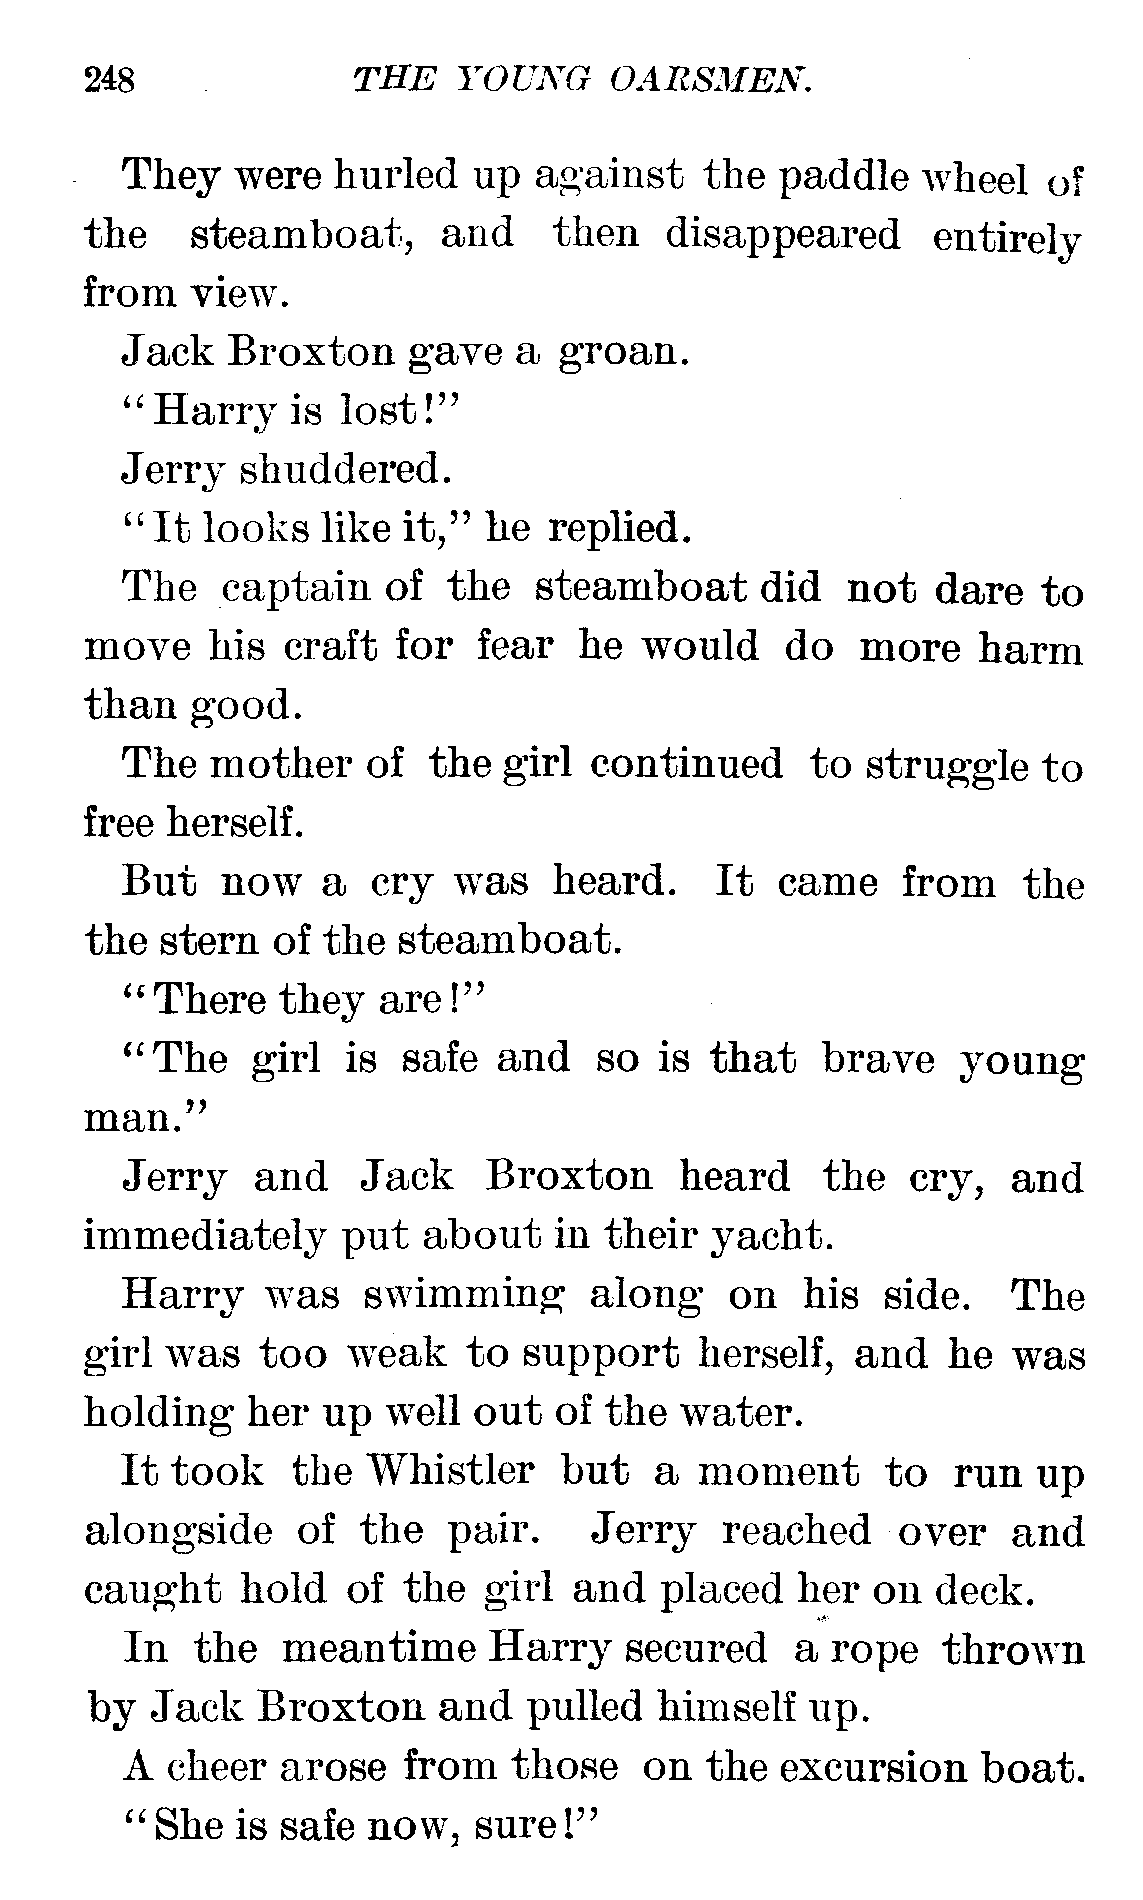 248 THE YOUNG OARSMEN.
They were hurled up against the paddle wheel of
the steamboat, and then disappeared entirely
from view.
Jack Broxton gave a groan.
"Harry is lost!"
Jerry shuddered.
"It looks like it," he replied.
The captain of the steamboat did not dare to
move his craft for fear he would do more harm
than good.
The mother of the girl continued to struggle to
free herself.
But now a cry was heard. It came from the
the stern of the steamboat.
"There they are!"
"The girl is safe and so is that brave young
man."
Jerry and Jack Broxton heard the cry, and
immediately put about in their yacht.
Harry was swimming along on his side. The
girl was too weak to support herself, and he was
holding her up well out of the water.
It took the Whistler but a moment to run up
alongside of the pair. Jerry reached over and
caught hold of the girl and placed her on deck.
In the meantime Harry secured a rope thrown
by Jack Broxton and pulled himself up.
A cheer arose from those on the excursion boat.
"She is safe now, sure!"